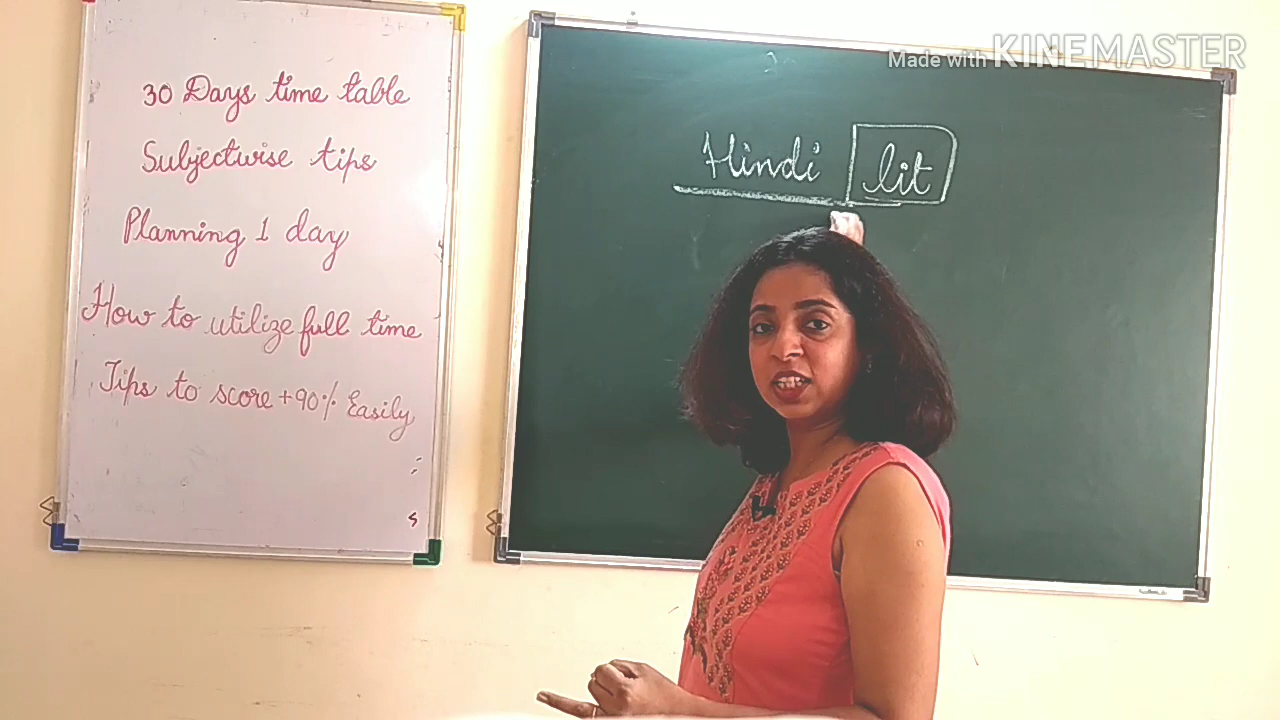 30 Days time table
Subjectwise tips
Planning 1 day
How to utilize full time
Tips to score +90% Easily
Hindi lit
Made with KINEMASTER